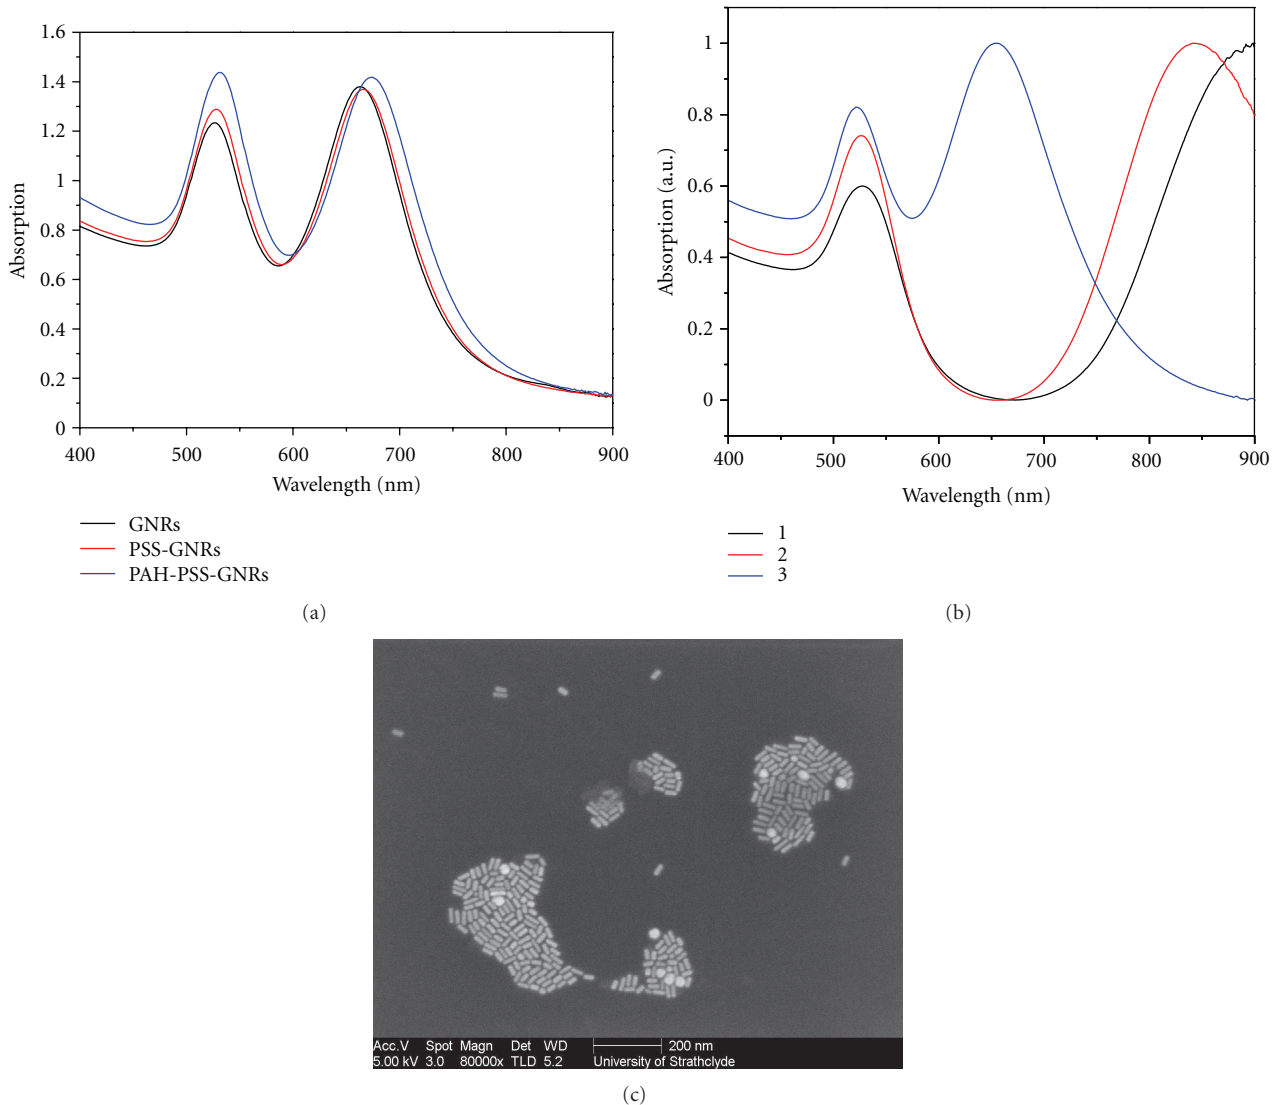 1.6
1.4
1.2
1
0.8
0.6
0.4
0.2
0
Absorption
400 500 600 700 800 900
Wavelength (nm)
GNRs
PSS-GNRs
PAH-PSS-GNRs
(a)
1
0.8
0.6
0.4
0.2
0
Absorption (a.u.)
400 500 600 700 800 900
Wavelength (nm)
1
2
3
(b)
Acc.V Spot Magn Det WD 200 nm
5.00 kV 3.0 80000x TLD 5.2 University of Strathclyde
(c)